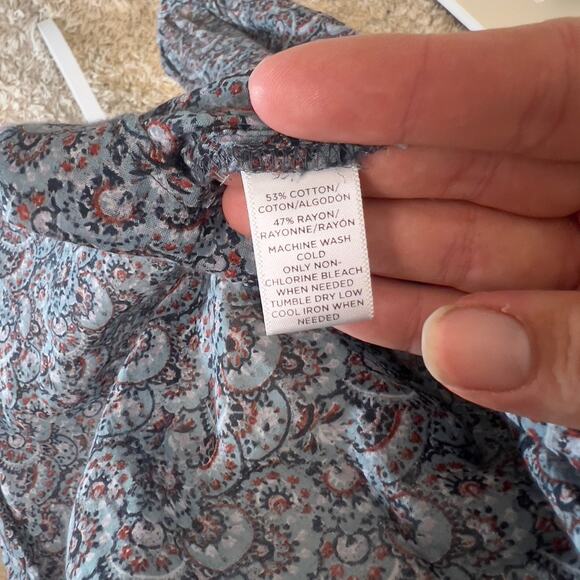 53% COTTON/
COTON/ALGODÓN
47% RAYON/
RAYONNE/RAYÓN
MACHINE WASH
COLD
ONLY NON-
CHLORINE BLEACH
WHEN NEEDED
TUMBLE DRY LOW
COOL IRON WHEN
NEEDED